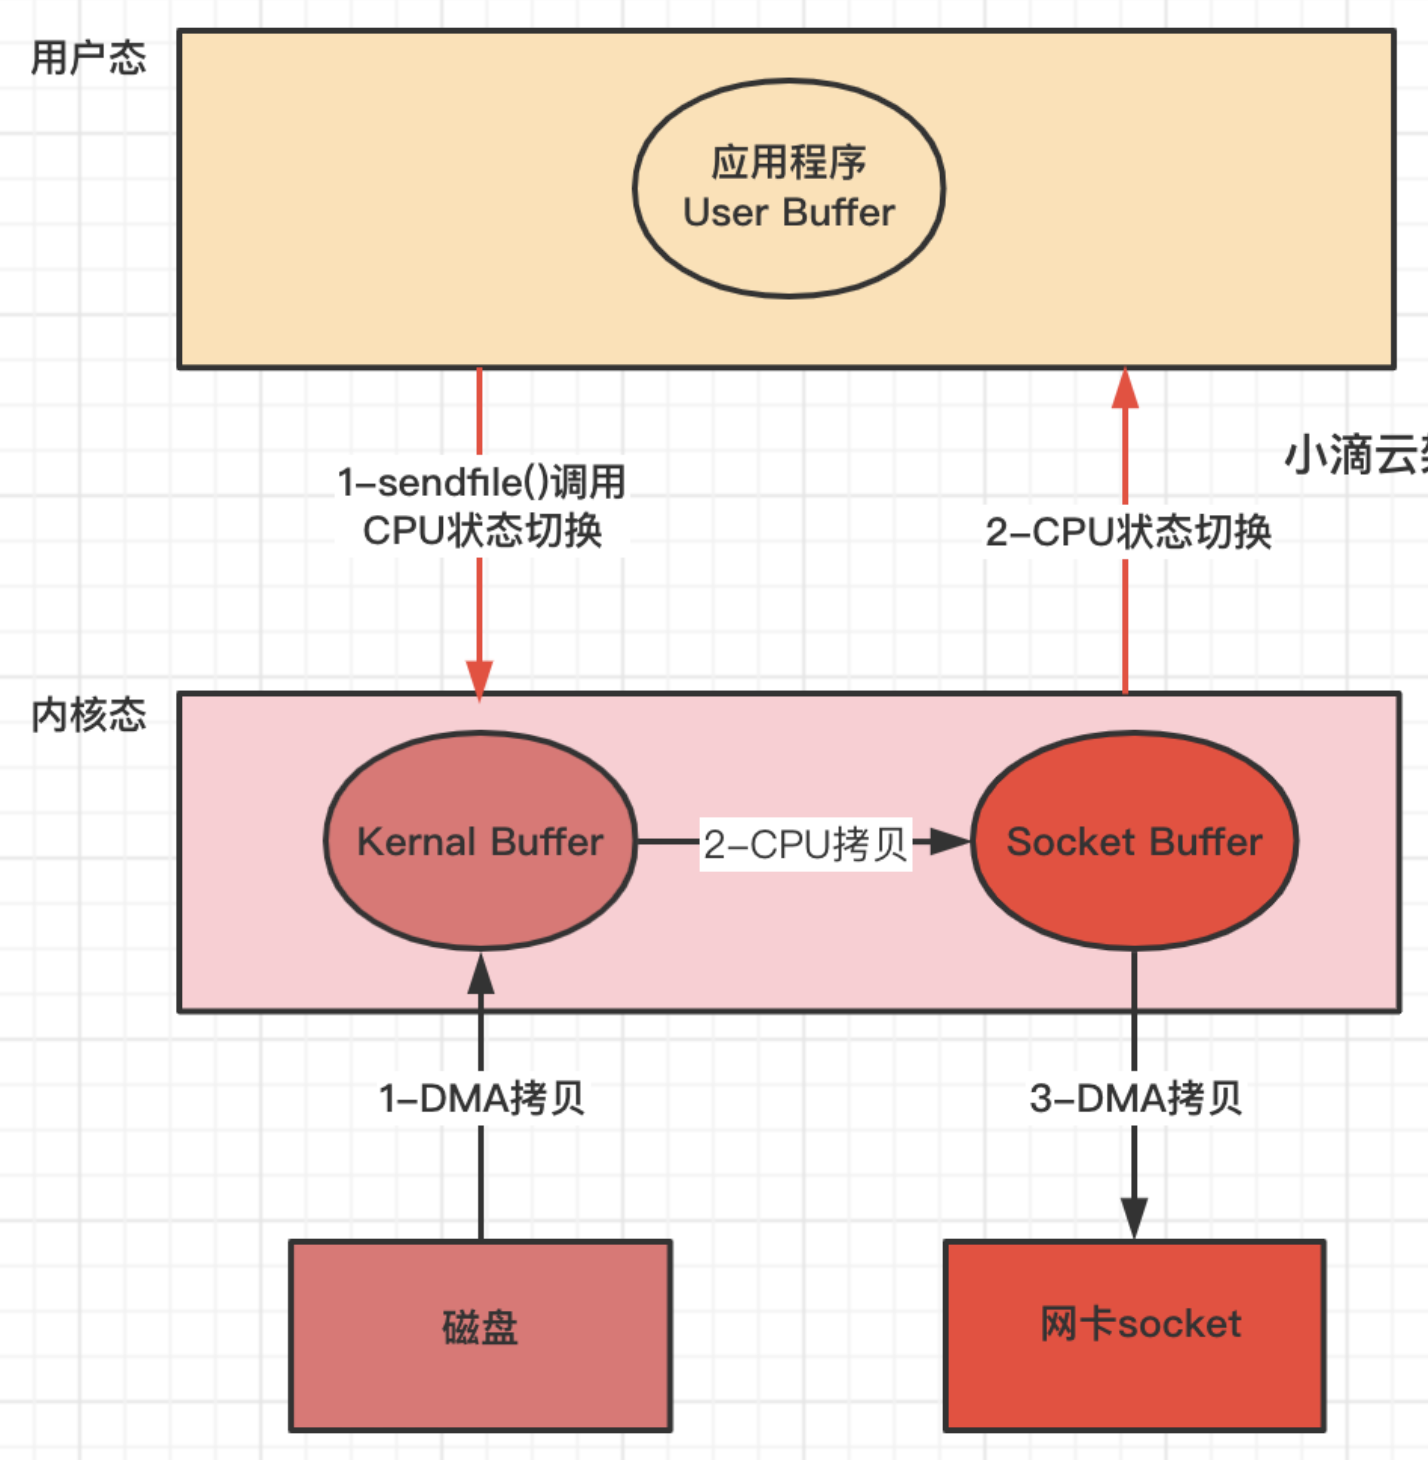 用户态
应用程序
User Buffer
1-sendfile()调用
CPU状态切换
小滴云
2-CPU状态切换
内核态
Kernal Buffer
2-CPU拷贝
Socket Buffer
1-DMA拷贝
3-DMA拷贝
磁盘
网卡socket